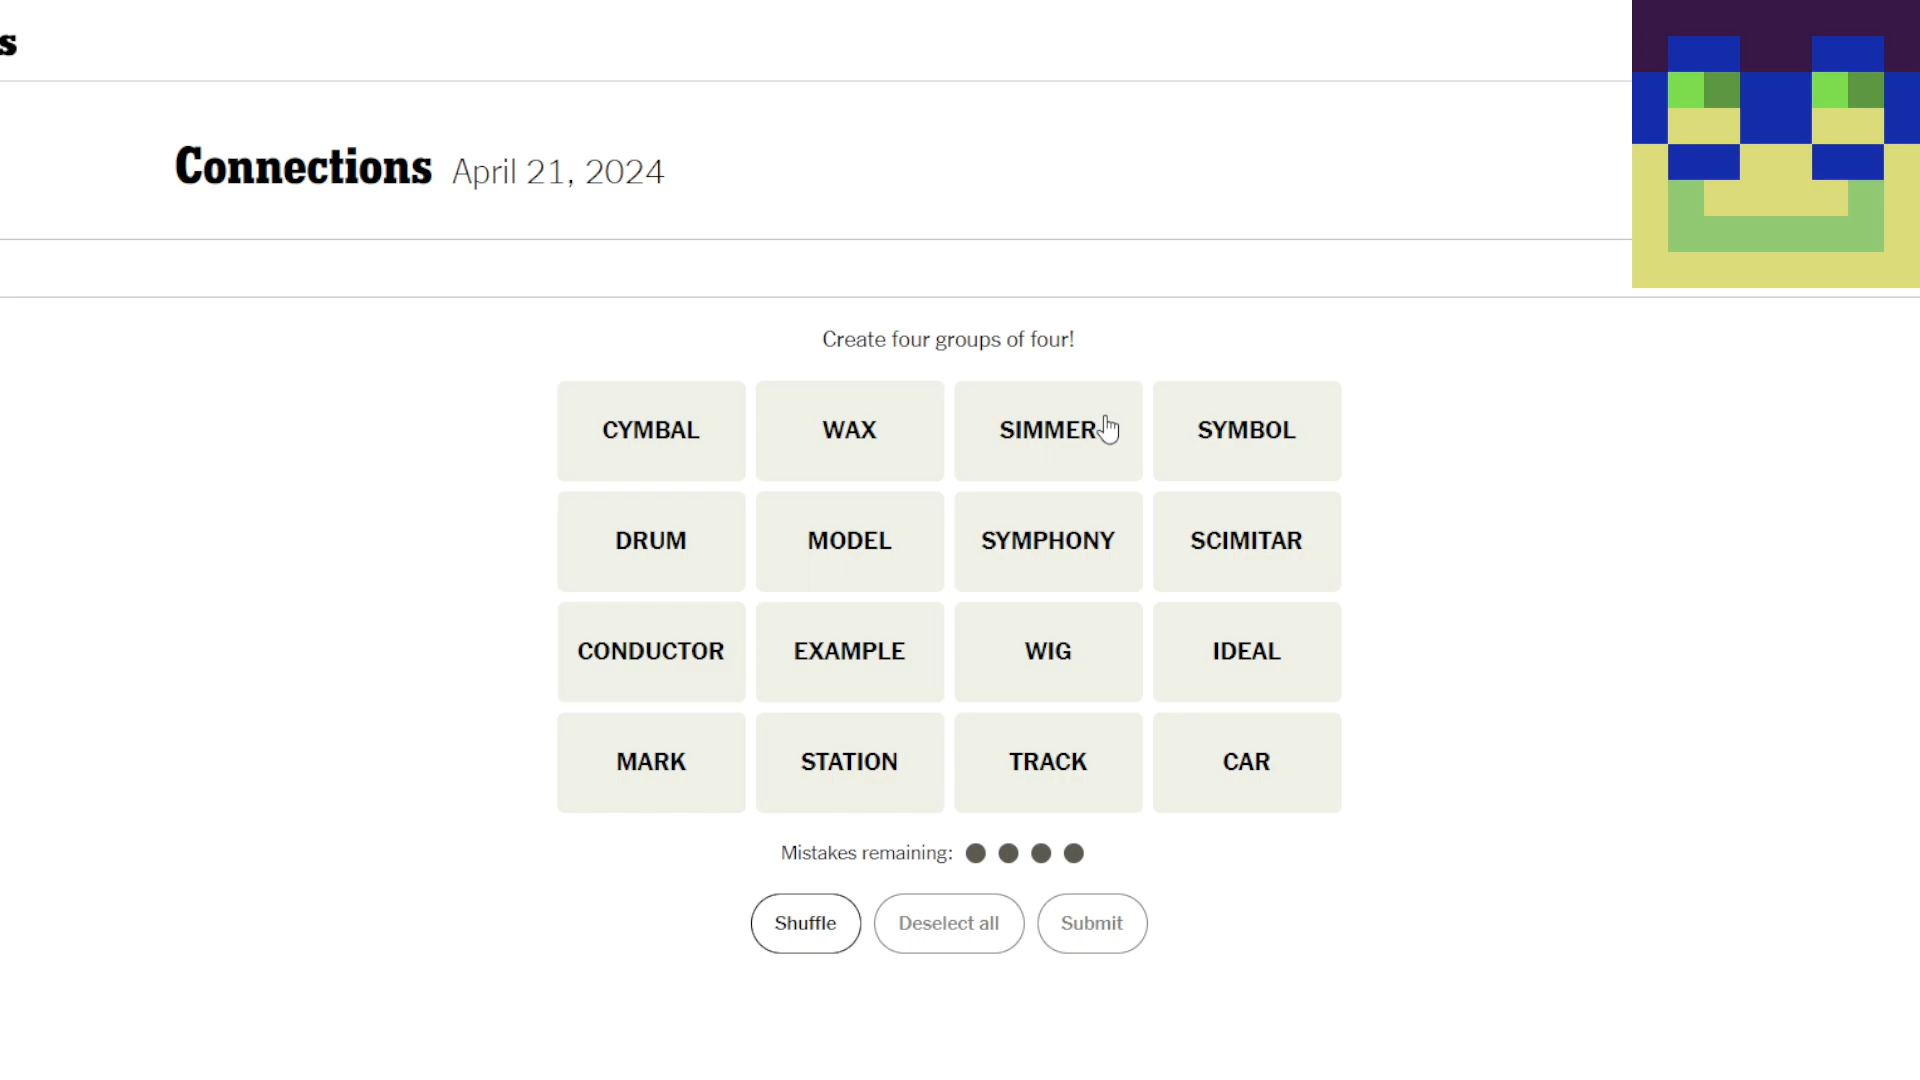 s
Connections April 21, 2024
Create four groups of four!
CYMBAL WAX SIMMER SYMBOL
DRUM MODEL SYMPHONY SCIMITAR
CONDUCTOR EXAMPLE WIG IDEAL
MARK STATION TRACK CAR
Mistakes remaining:
Shuffle Deselect all Submit